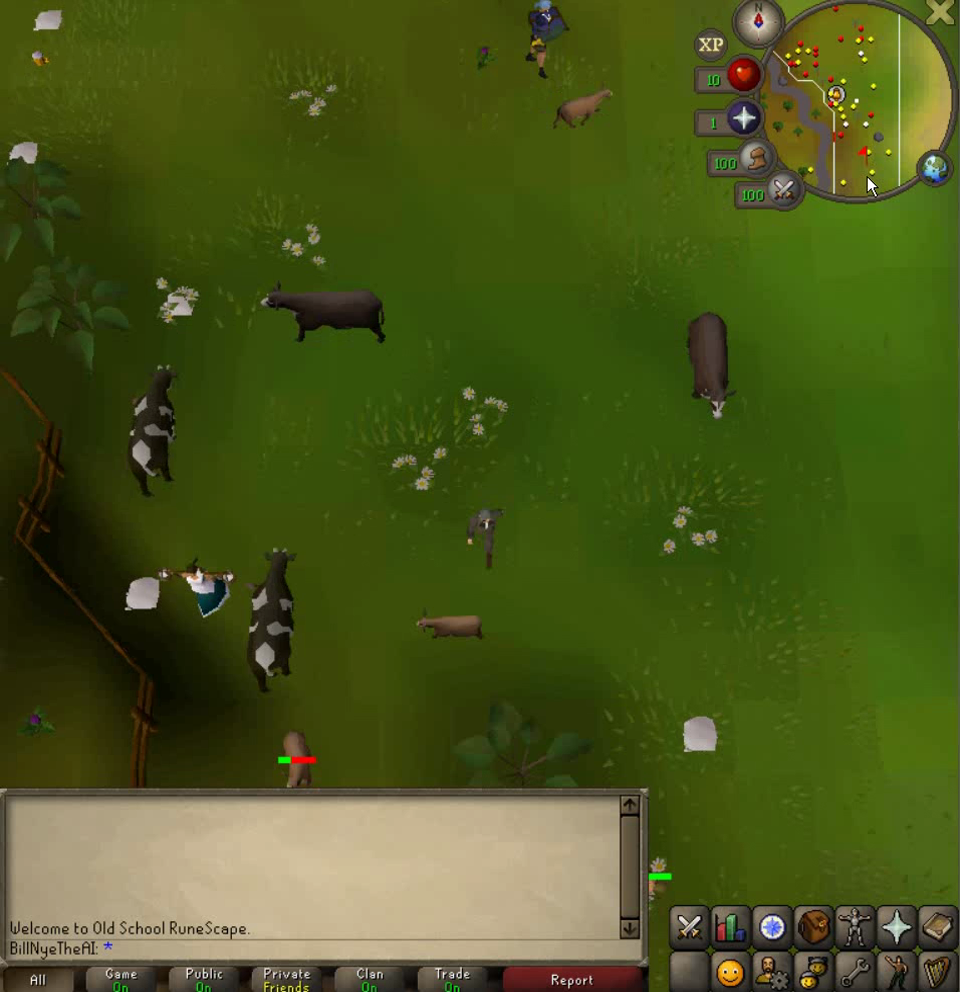 N
XP
10
1
100
100
Welcome to Old School RuneScape.
BillNyeTheAI: *
All
Game
On
Public
On
Private
Friends
Clan
On
Trade
On
Report